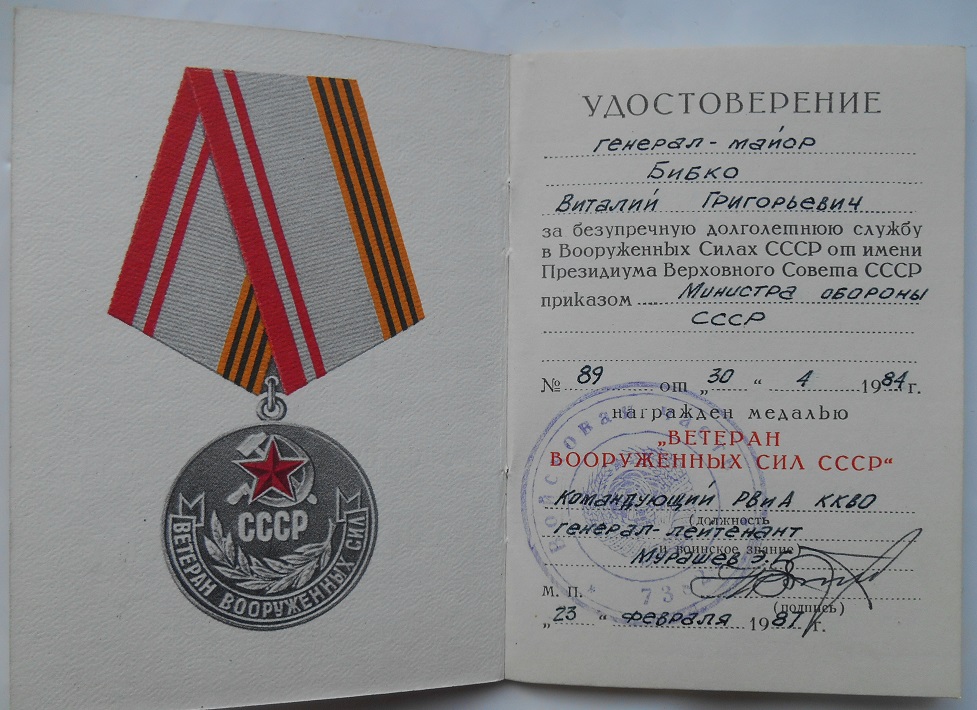 СССР
ВЕТЕРАН ВООРУЖЕННЫХ СИЛ
УДОСТОВЕРЕНИЕ
генерал-майор
Бибко
Виталий Григорьевич
за безупречную долголетнюю службу
в Вооруженных Силах СССР от имени
Президиума Верховного Совета СССР
приказом Министра обороны
СССР
№ 89 от „30“ 4 1984 г.
награжден медалью
„ВЕТЕРАН
ВООРУЖЕННЫХ СИЛ СССР“
Командующий РВиА ККВО
(должность
генерал-лейтенант
и воинское звание)
Мурашев Э.
М. П.
(подпись)
„23“ февраля 1987 г.